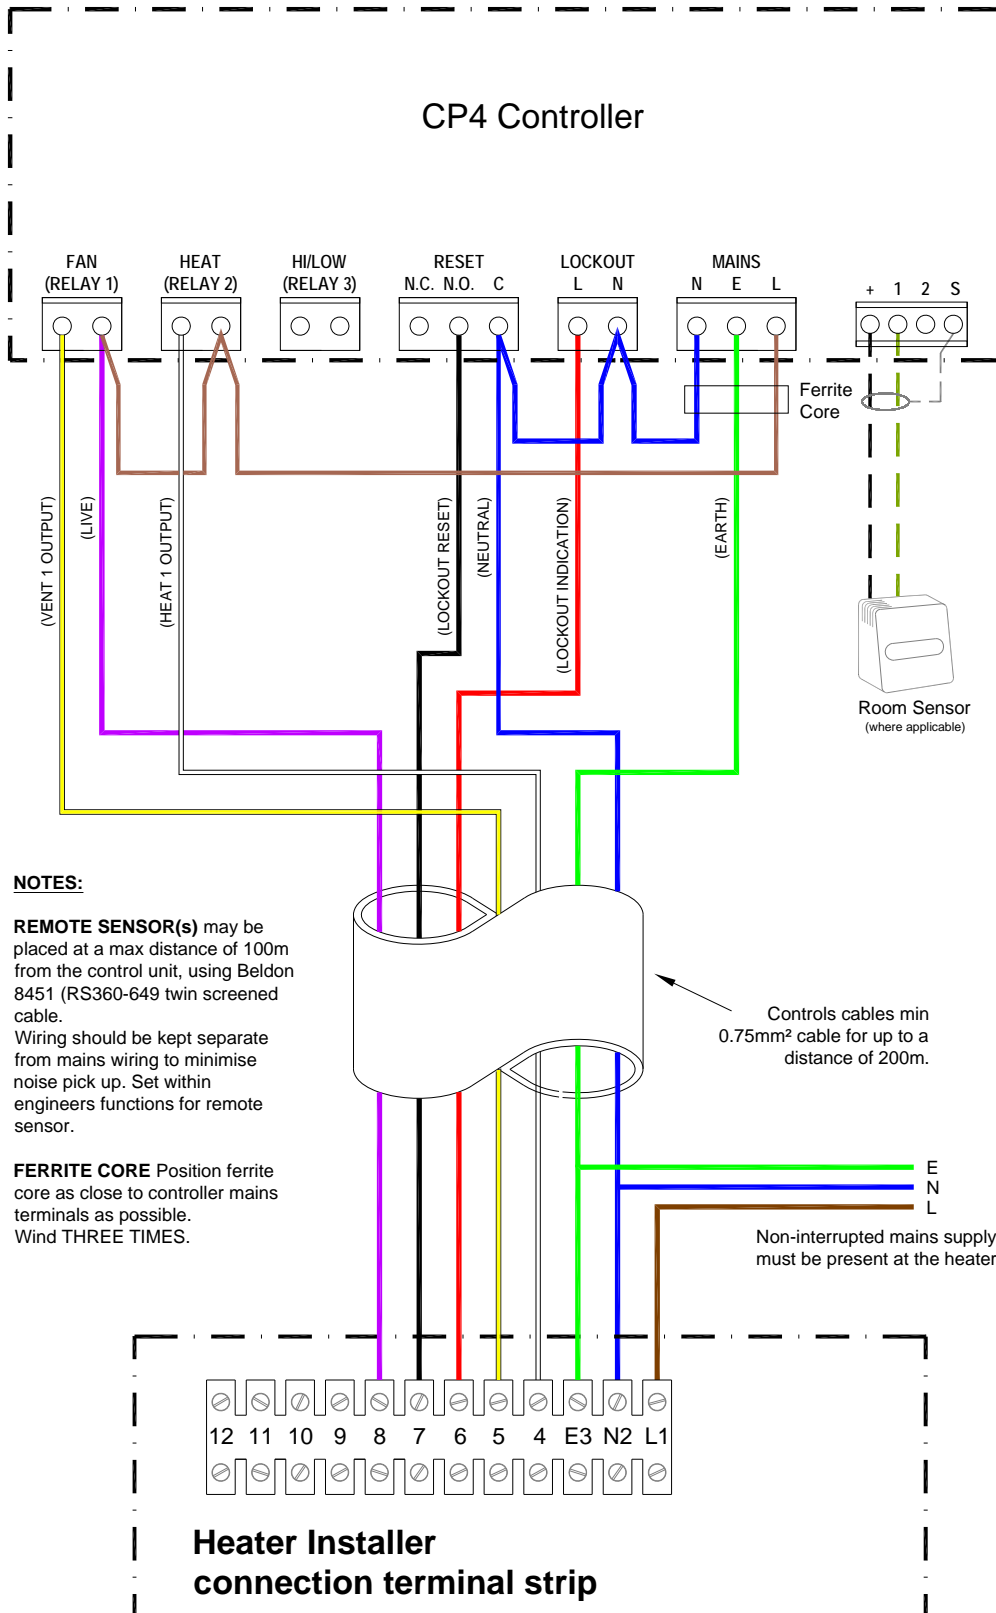 CP4 Controller
FAN
(RELAY 1)
HEAT
(RELAY 2)
HI/LOW
(RELAY 3)
RESET
N.C. N.O. C
LOCKOUT
L N
MAINS
N E L
+ 1 2 S
Ferrite
Core
(VENT 1 OUTPUT)
(LIVE)
(HEAT 1 OUTPUT)
(LOCKOUT RESET)
(NEUTRAL)
(LOCKOUT INDICATION)
(EARTH)
Room Sensor
(where applicable)
NOTES:
REMOTE SENSOR(s) may be
placed at a max distance of 100m
from the control unit, using Beldon
8451 (RS360-649 twin screened
cable.
Wiring should be kept separate
from mains wiring to minimise
noise pick up. Set within
engineers functions for remote
sensor.
FERRITE CORE Position ferrite
core as close to controller mains
terminals as possible.
Wind THREE TIMES.
Controls cables min
0.75mm² cable for up to a
distance of 200m.
E
N
L
Non-interrupted mains supply
must be present at the heater
12 11 10 9 8 7 6 5 4 E3 N2 L1
Heater Installer
connection terminal strip